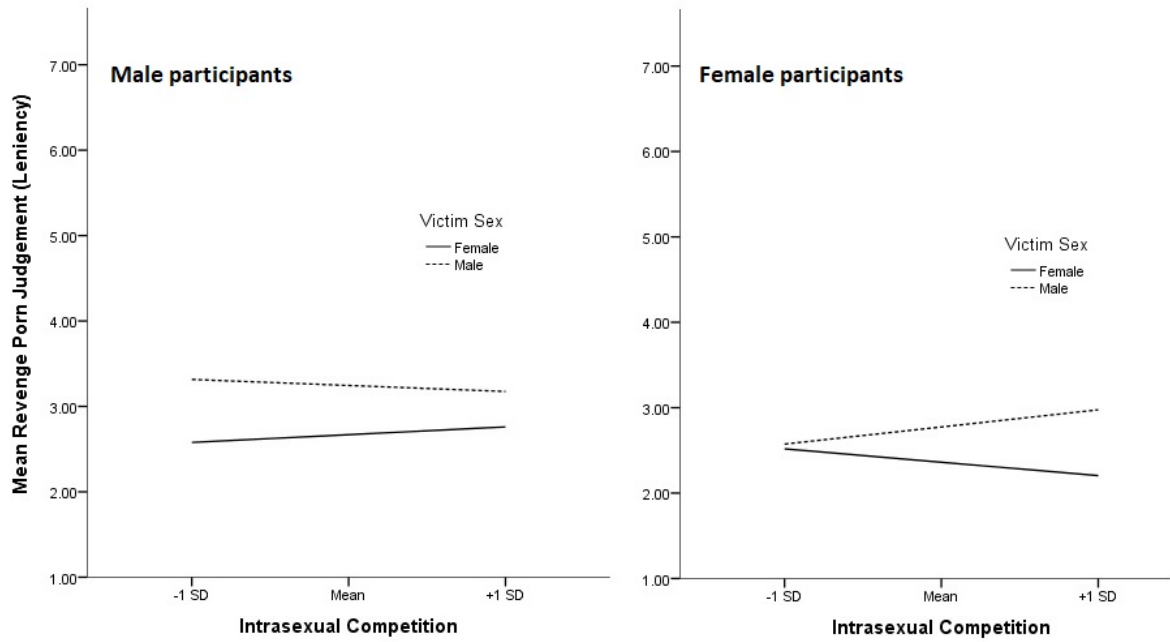 Mean Revenge Porn Judgement (Leniency)
Male participants
7.00
6.00
5.00
4.00
3.00
2.00
1.00
Victim Sex
Female
Male
-1 SD
Mean
+1 SD
Intrasexual Competition
Female participants
7.00
6.00
5.00
4.00
3.00
2.00
1.00
Victim Sex
Female
Male
-1 SD
Mean
+1 SD
Intrasexual Competition